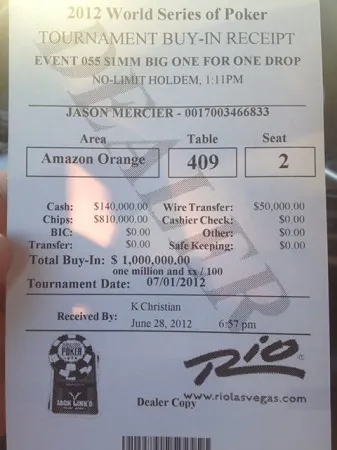 2012 World Series of Poker
TOURNAMENT BUY-IN RECEIPT
EVENT 055 $1MM BIG ONE FOR ONE DROP
NO-LIMIT HOLDEM, 1:11PM
JASON MERCIER - 0017003466833
Area Table Seat
Amazon Orange 409 2
DEALER
Cash: $140,000.00 Wire Transfer: $50,000.00
Chips: $810,000.00 Cashier Check: $0.00
BIC: $0.00 Other: $0.00
Transfer: $0.00 Safe Keeping: $0.00
Total Buy-In: $ 1,000,000.00
one million and xx / 100
Tournament Date: 07/01/2012
Received By: K Christian
June 28, 2012 6:57 pm
POKER
JACK LINK'S
Rio
Dealer Copy www.riolasvegas.com